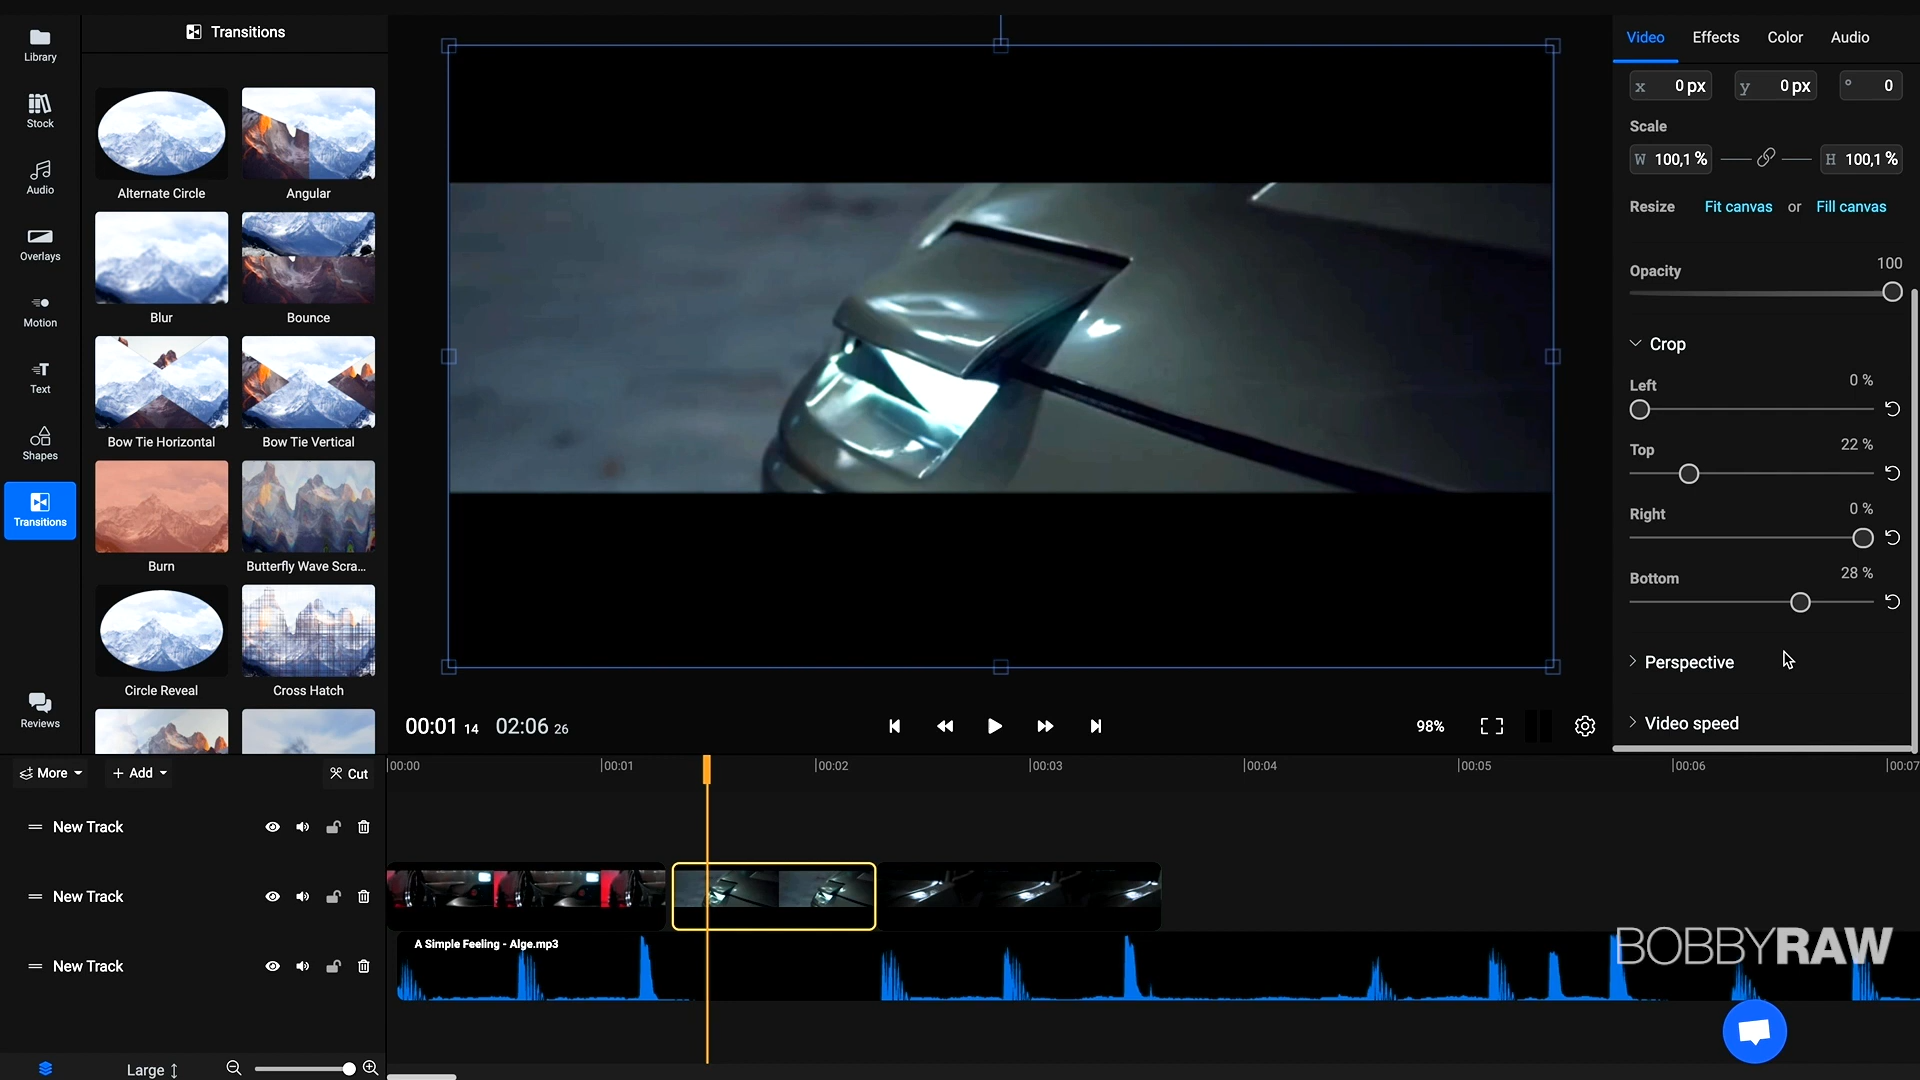 Library
Stock
Audio
Overlays
Motion
Text
Shapes
Transitions
Reviews
Transitions
Alternate Circle
Angular
Blur
Bounce
Bow Tie Horizontal
Bow Tie Vertical
Burn
Butterfly Wave Scra...
Circle Reveal
Cross Hatch
00:01 14 02:06 26
98%
Video Effects Color Audio
x 0 px y 0 px ° 0
Scale
W 100,1 % H 100,1 %
Resize Fit canvas or Fill canvas
Opacity 100
Crop
Left 0 %
Top 22 %
Right 0 %
Bottom 28 %
Perspective
Video speed
More + Add Cut
00:00 00:01 00:02 00:03 00:04 00:05 00:06 00:07
New Track
New Track
A Simple Feeling - Alge.mp3
New Track
BOBBYRAW
Large